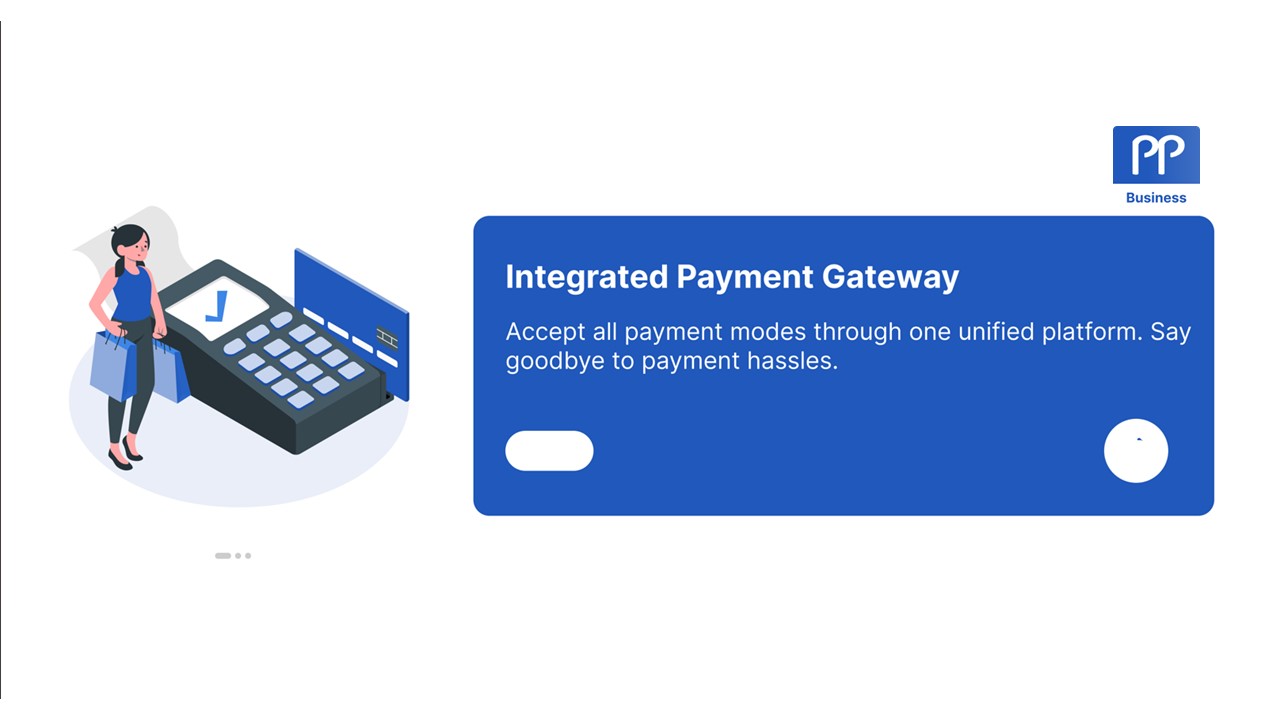 PP
Business
Integrated Payment Gateway
Accept all payment modes through one unified platform. Say
goodbye to payment hassles.